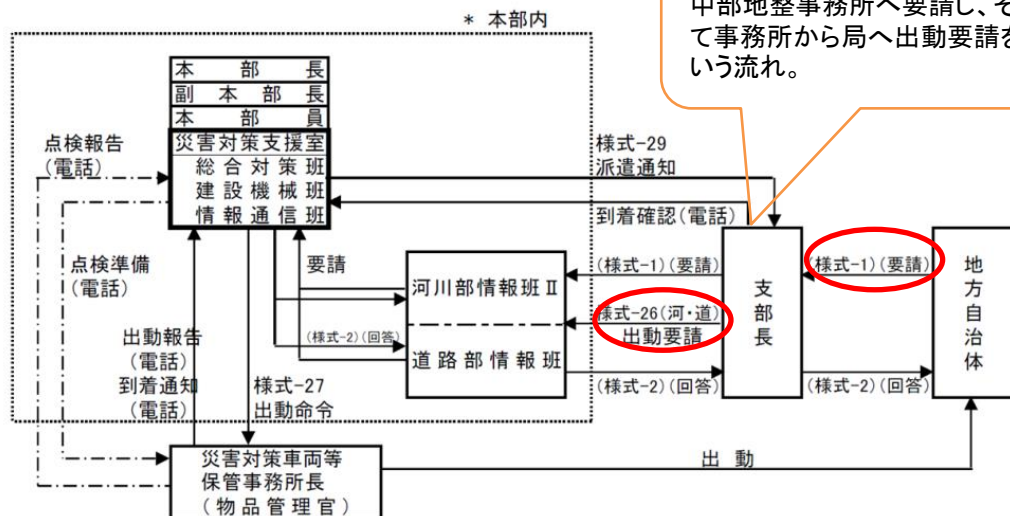 * 本部内
中部地整事務所へ要請し、そ
て事務所から局へ出動要請を
いう流れ。
本部長
副本部長
本部員
災害対策支援室
総合対策班
建設機械班
情報通信班
点検報告
(電話)
点検準備
(電話)
様式-29
派遣通知
到着確認(電話)
要請
河川部情報班Ⅱ
道路部情報班
(様式-2)(回答)
(様式-1)(要請)
様式-26(河・道)
出動要請
(様式-2)(回答)
支部長
(様式-1)(要請)
(様式-2)(回答)
地方自治体
出動報告
(電話)
到着通知
(電話)
様式-27
出動命令
災害対策車両等
保管事務所長
(物品管理官)
出動